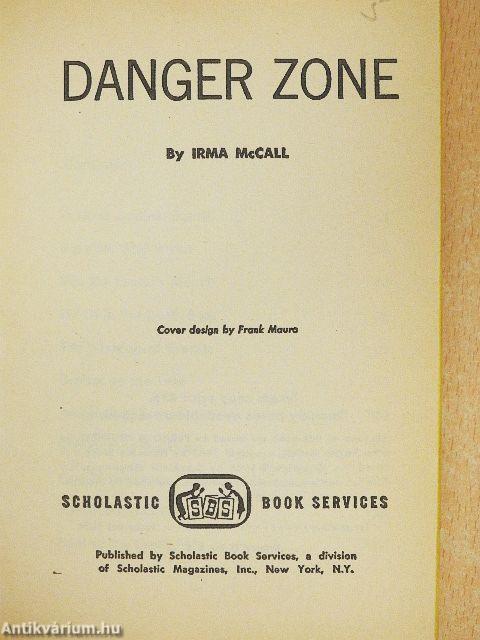 DANGER ZONE
By IRMA McCALL
Cover design by Frank Mauro
SCHOLASTIC SBS BOOK SERVICES
Published by Scholastic Book Services, a division
of Scholastic Magazines, Inc., New York, N.Y.
Antikvárium.hu